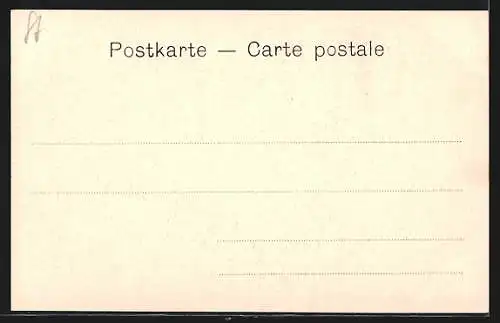 Postkarte — Carte postale